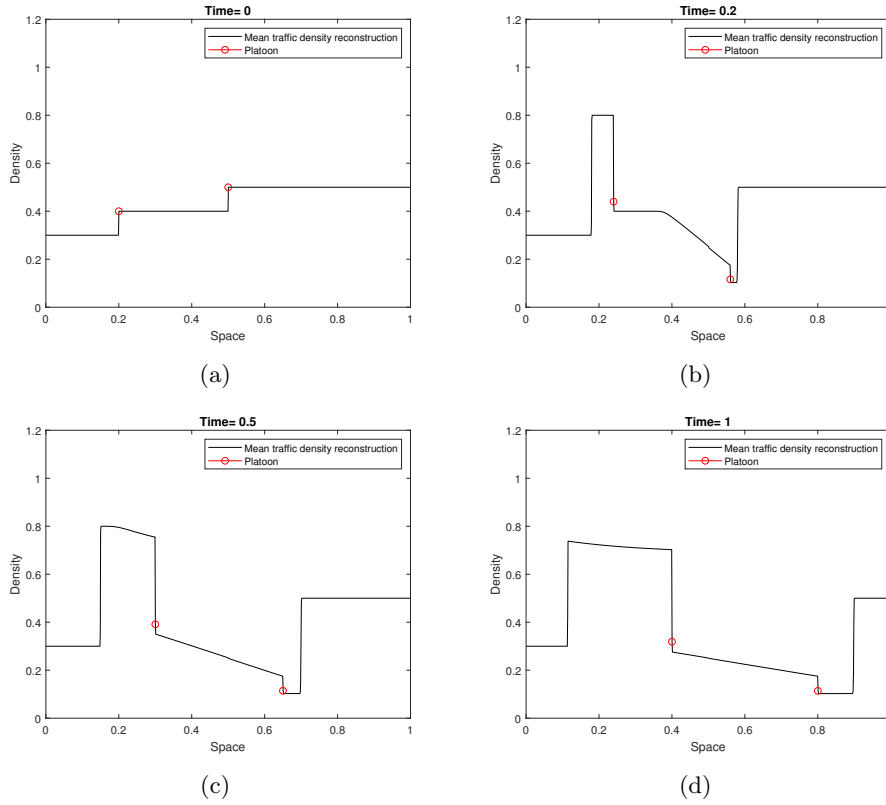 Time= 0
Mean traffic density reconstruction
Platoon
Density
1.2
1
0.8
0.6
0.4
0.2
0
0 0.2 0.4 0.6 0.8 1
Space
(a)
Time= 0.2
Mean traffic density reconstruction
Platoon
Density
1.2
1
0.8
0.6
0.4
0.2
0
0 0.2 0.4 0.6 0.8
Space
(b)
Time= 0.5
Mean traffic density reconstruction
Platoon
Density
1.2
1
0.8
0.6
0.4
0.2
0
0 0.2 0.4 0.6 0.8 1
Space
(c)
Time= 1
Mean traffic density reconstruction
Platoon
Density
1.2
1
0.8
0.6
0.4
0.2
0
0 0.2 0.4 0.6 0.8
Space
(d)